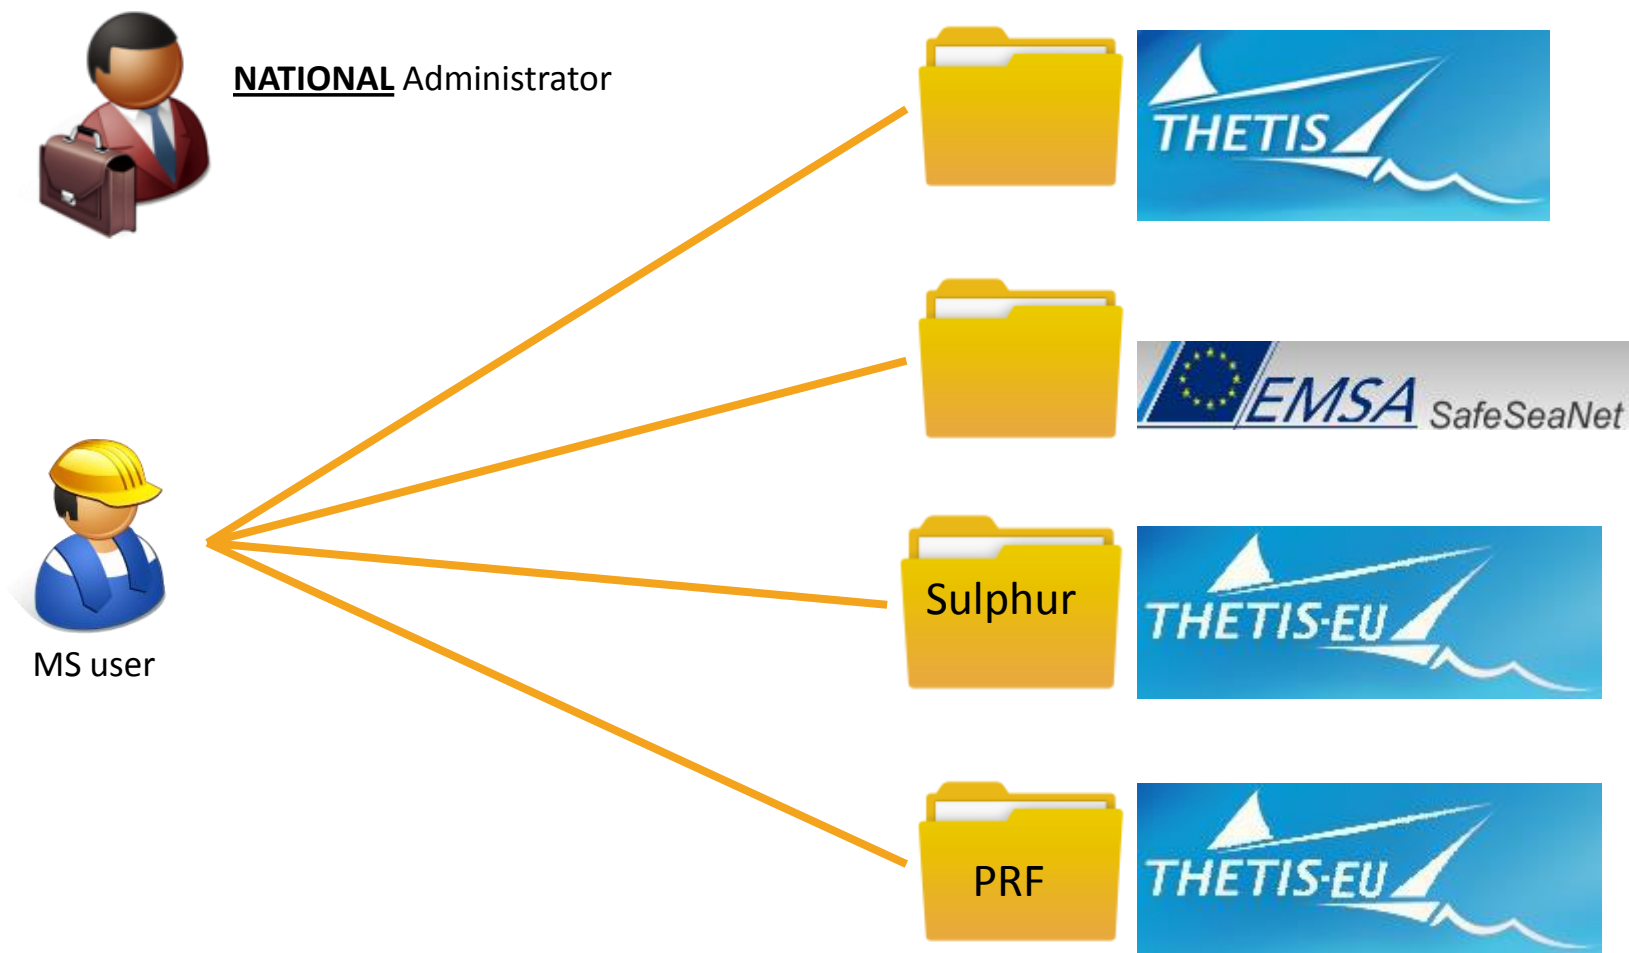 NATIONAL Administrator
THETIS
EMSA SafeSeaNet
MS user
Sulphur
THETIS-EU
PRF
THETIS-EU